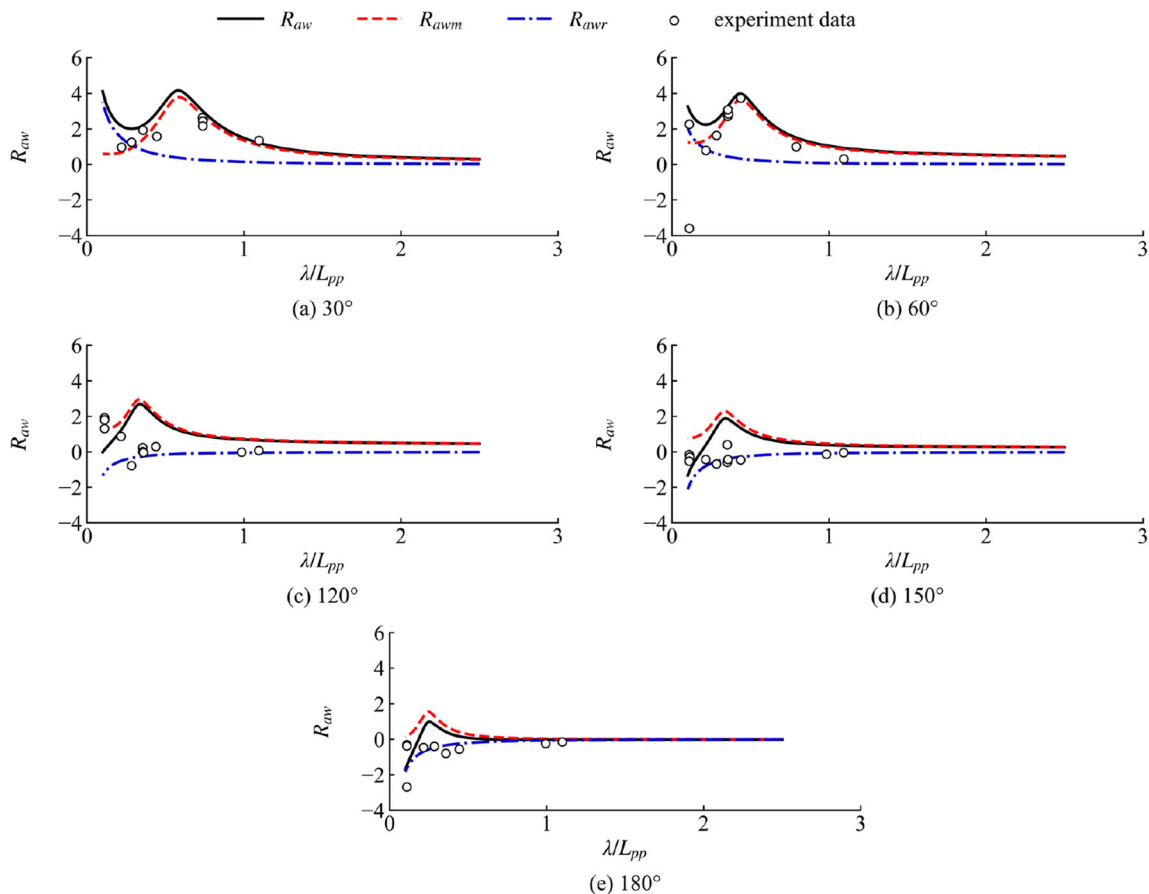 R_aw R_awm R_awr experiment data
6 6
4 4
2 2
R_aw R_aw
0 0
−2 −2
−4 −4
0 1 2 3 0 1 2 3
λ/L_pp λ/L_pp
(a) 30° (b) 60°
6 6
4 4
2 2
R_aw R_aw
0 0
−2 −2
−4 −4
0 1 2 3 0 1 2 3
λ/L_pp λ/L_pp
(c) 120° (d) 150°
6
4
2
R_aw
0
−2
−4
0 1 2 3
λ/L_pp
(e) 180°